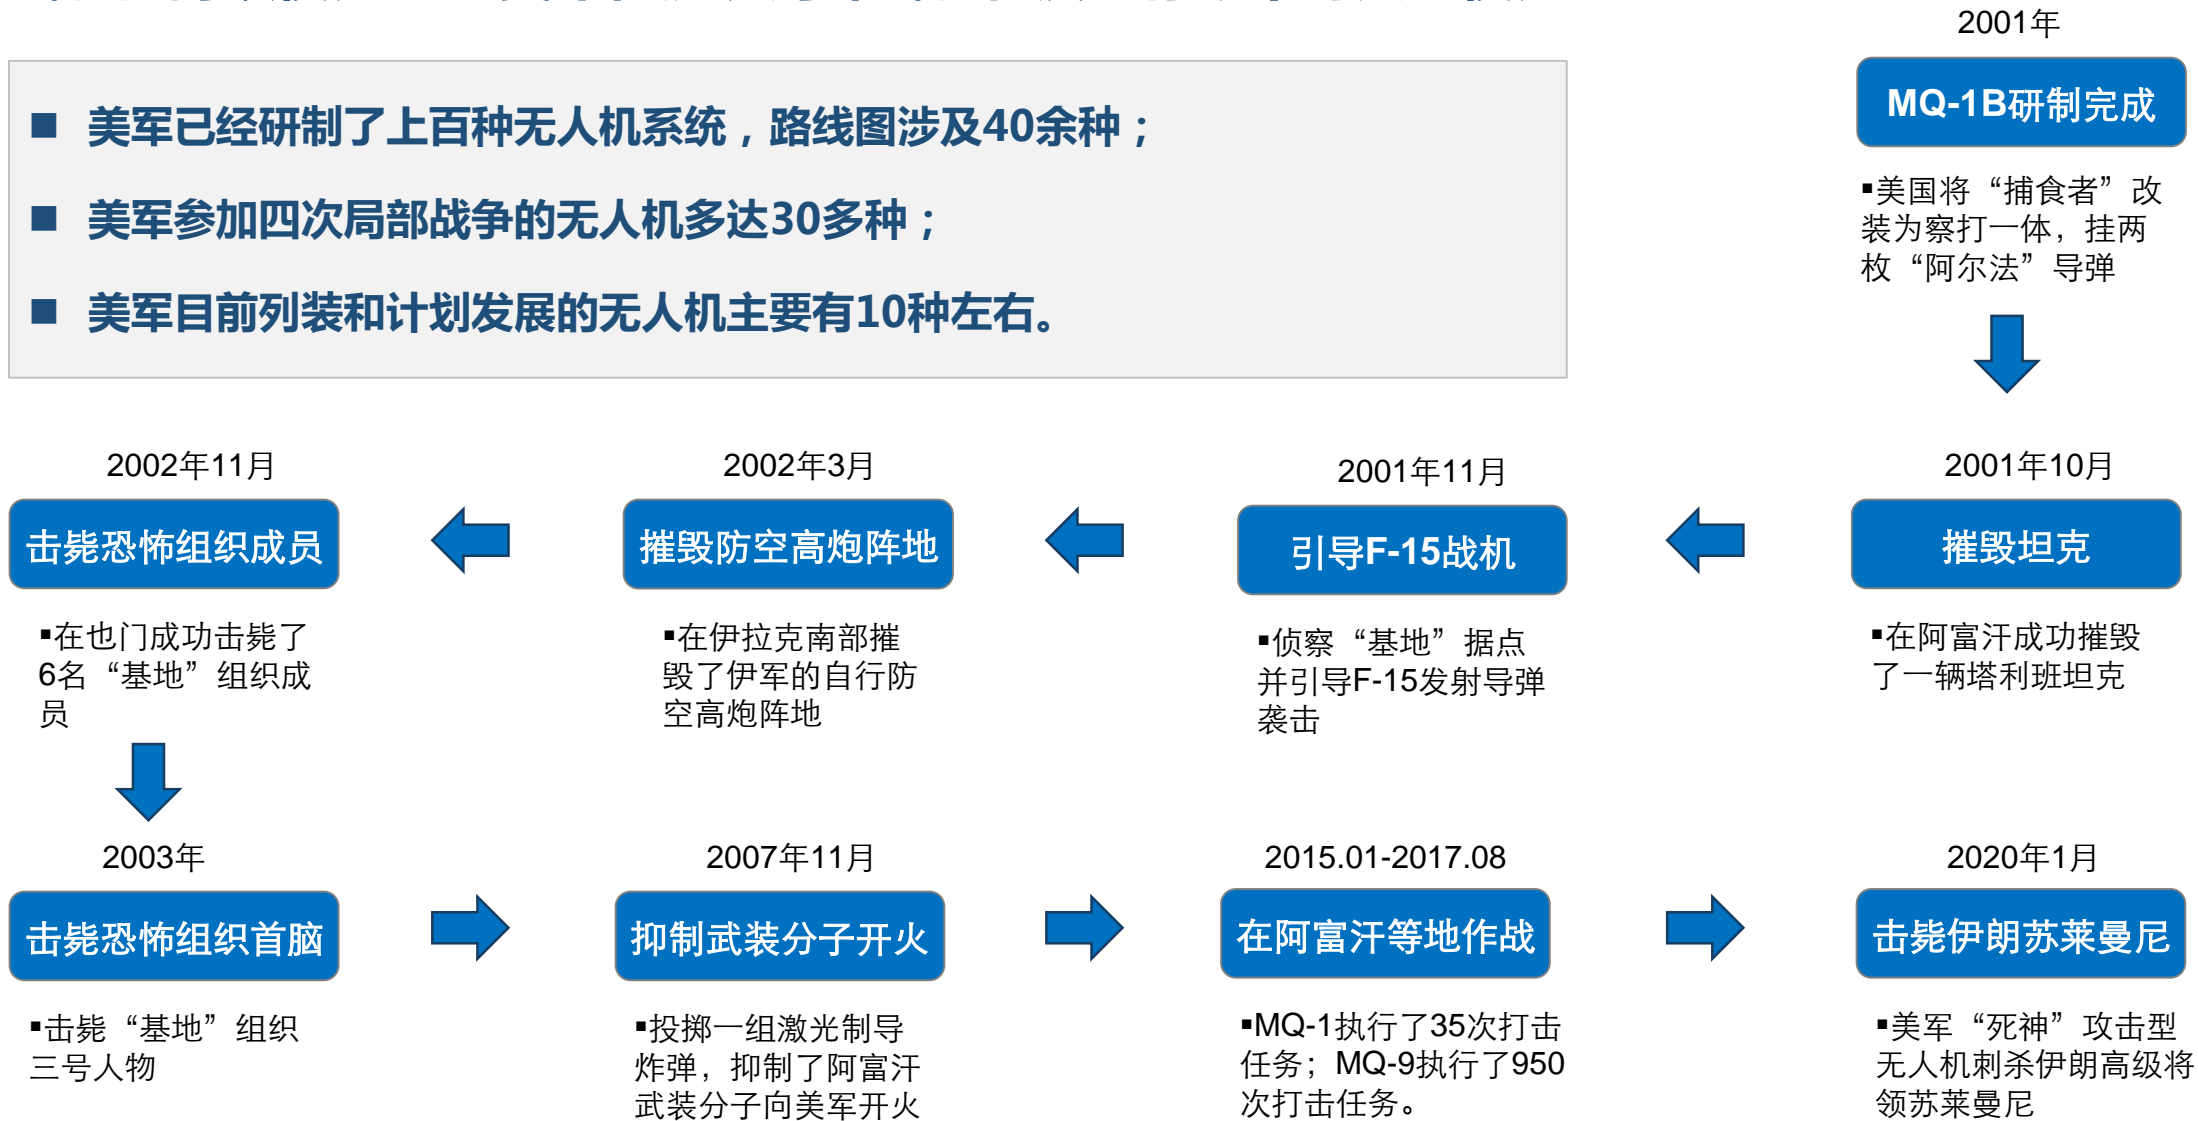 ■ 美军已经研制了上百种无人机系统，路线图涉及40余种；
■ 美军参加四次局部战争的无人机多达30多种；
■ 美军目前列装和计划发展的无人机主要有10种左右。
2001年
MQ-1B研制完成
▪美国将“捕食者”改
装为察打一体，挂两
枚“阿尔法”导弹
2001年10月
摧毁坦克
▪在阿富汗成功摧毁
了一辆塔利班坦克
2001年11月
引导F-15战机
▪侦察“基地”据点
并引导F-15发射导弹
袭击
2002年3月
摧毁防空高炮阵地
▪在伊拉克南部摧
毁了伊军的自行防
空高炮阵地
2002年11月
击毙恐怖组织成员
▪在也门成功击毙了
6名“基地”组织成
员
2003年
击毙恐怖组织首脑
▪击毙“基地”组织
三号人物
2007年11月
抑制武装分子开火
▪投掷一组激光制导
炸弹，抑制了阿富汗
武装分子向美军开火
2015.01-2017.08
在阿富汗等地作战
▪MQ-1执行了35次打击
任务；MQ-9执行了950
次打击任务。
2020年1月
击毙伊朗苏莱曼尼
▪美军“死神”攻击型
无人机刺杀伊朗高级将
领苏莱曼尼